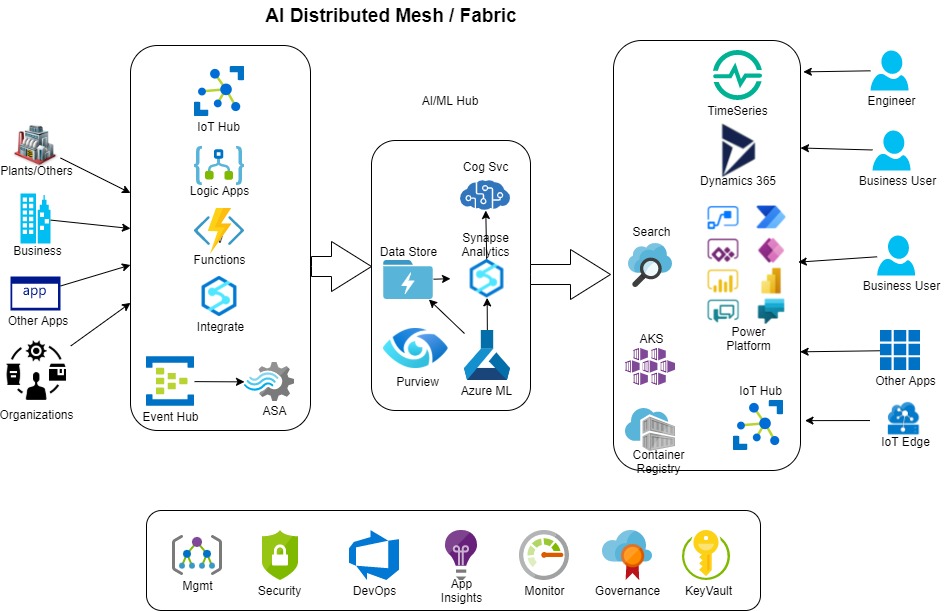 AI Distributed Mesh / Fabric
Plants/Others
Business
app
Other Apps
Organizations
IoT Hub
Logic Apps
Functions
Integrate
Event Hub
ASA
AI/ML Hub
Cog Svc
Data Store
Synapse
Analytics
Purview
Azure ML
TimeSeries
Dynamics 365
Search
Power
Platform
AKS
IoT Hub
Container
Registry
Engineer
Business User
Business User
Other Apps
IoT Edge
Mgmt
Security
DevOps
App
Insights
Monitor
Governance
KeyVault